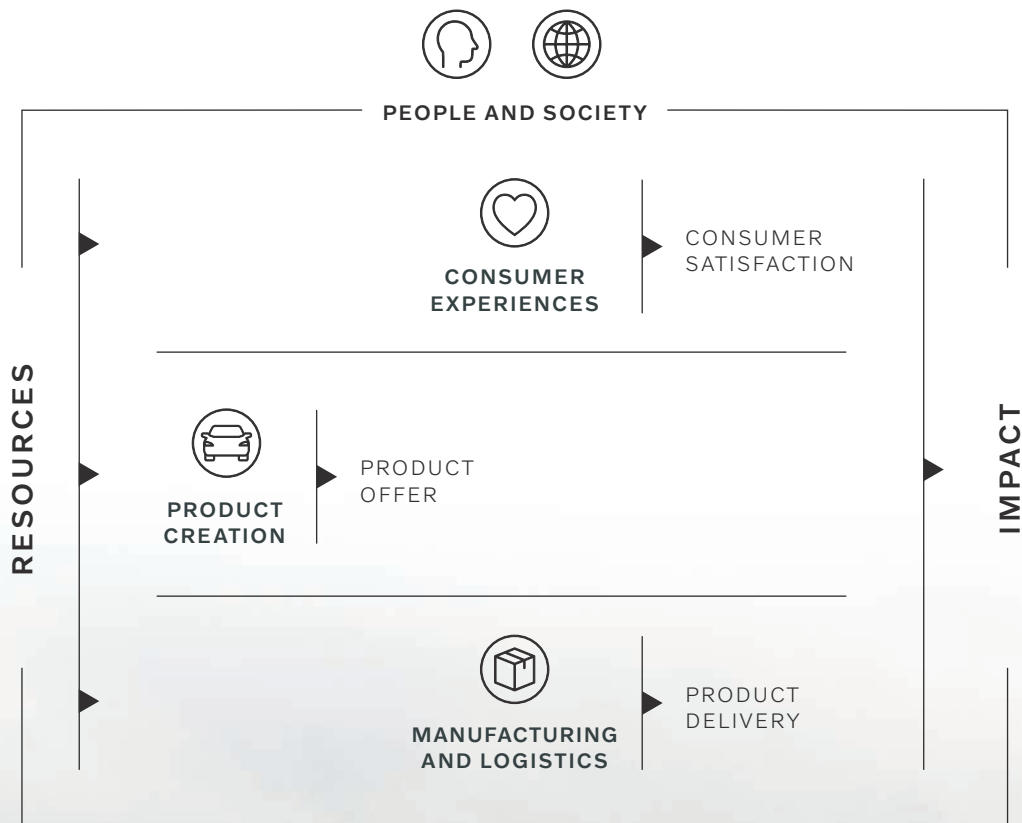 PEOPLE AND SOCIETY
CONSUMER
EXPERIENCES
CONSUMER
SATISFACTION
RESOURCES
PRODUCT
CREATION
PRODUCT
OFFER
IMPACT
MANUFACTURING
AND LOGISTICS
PRODUCT
DELIVERY